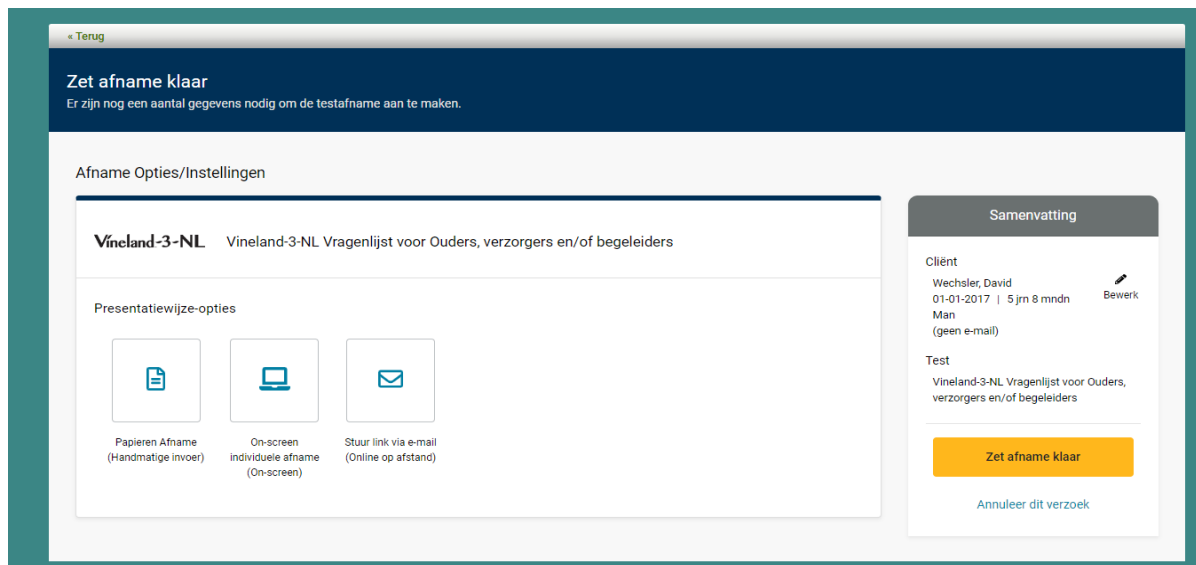 « Terug
Zet afname klaar
Er zijn nog een aantal gegevens nodig om de testafname aan te maken.
Afname Opties/Instellingen
Vineland-3-NL Vineland-3-NL Vragenlijst voor Ouders, verzorgers en/of begeleiders
Presentatiewijze-opties
Papieren Afname
(Handmatige invoer)
On-screen
individuele afname
(On-screen)
Stuur link via e-mail
(Online op afstand)
Samenvatting
Cliënt
Wechsler, David
01-01-2017 | 5 jrn 8 mndn
Man
(geen e-mail)
Bewerk
Test
Vineland-3-NL Vragenlijst voor Ouders,
verzorgers en/of begeleiders
Zet afname klaar
Annuleer dit verzoek